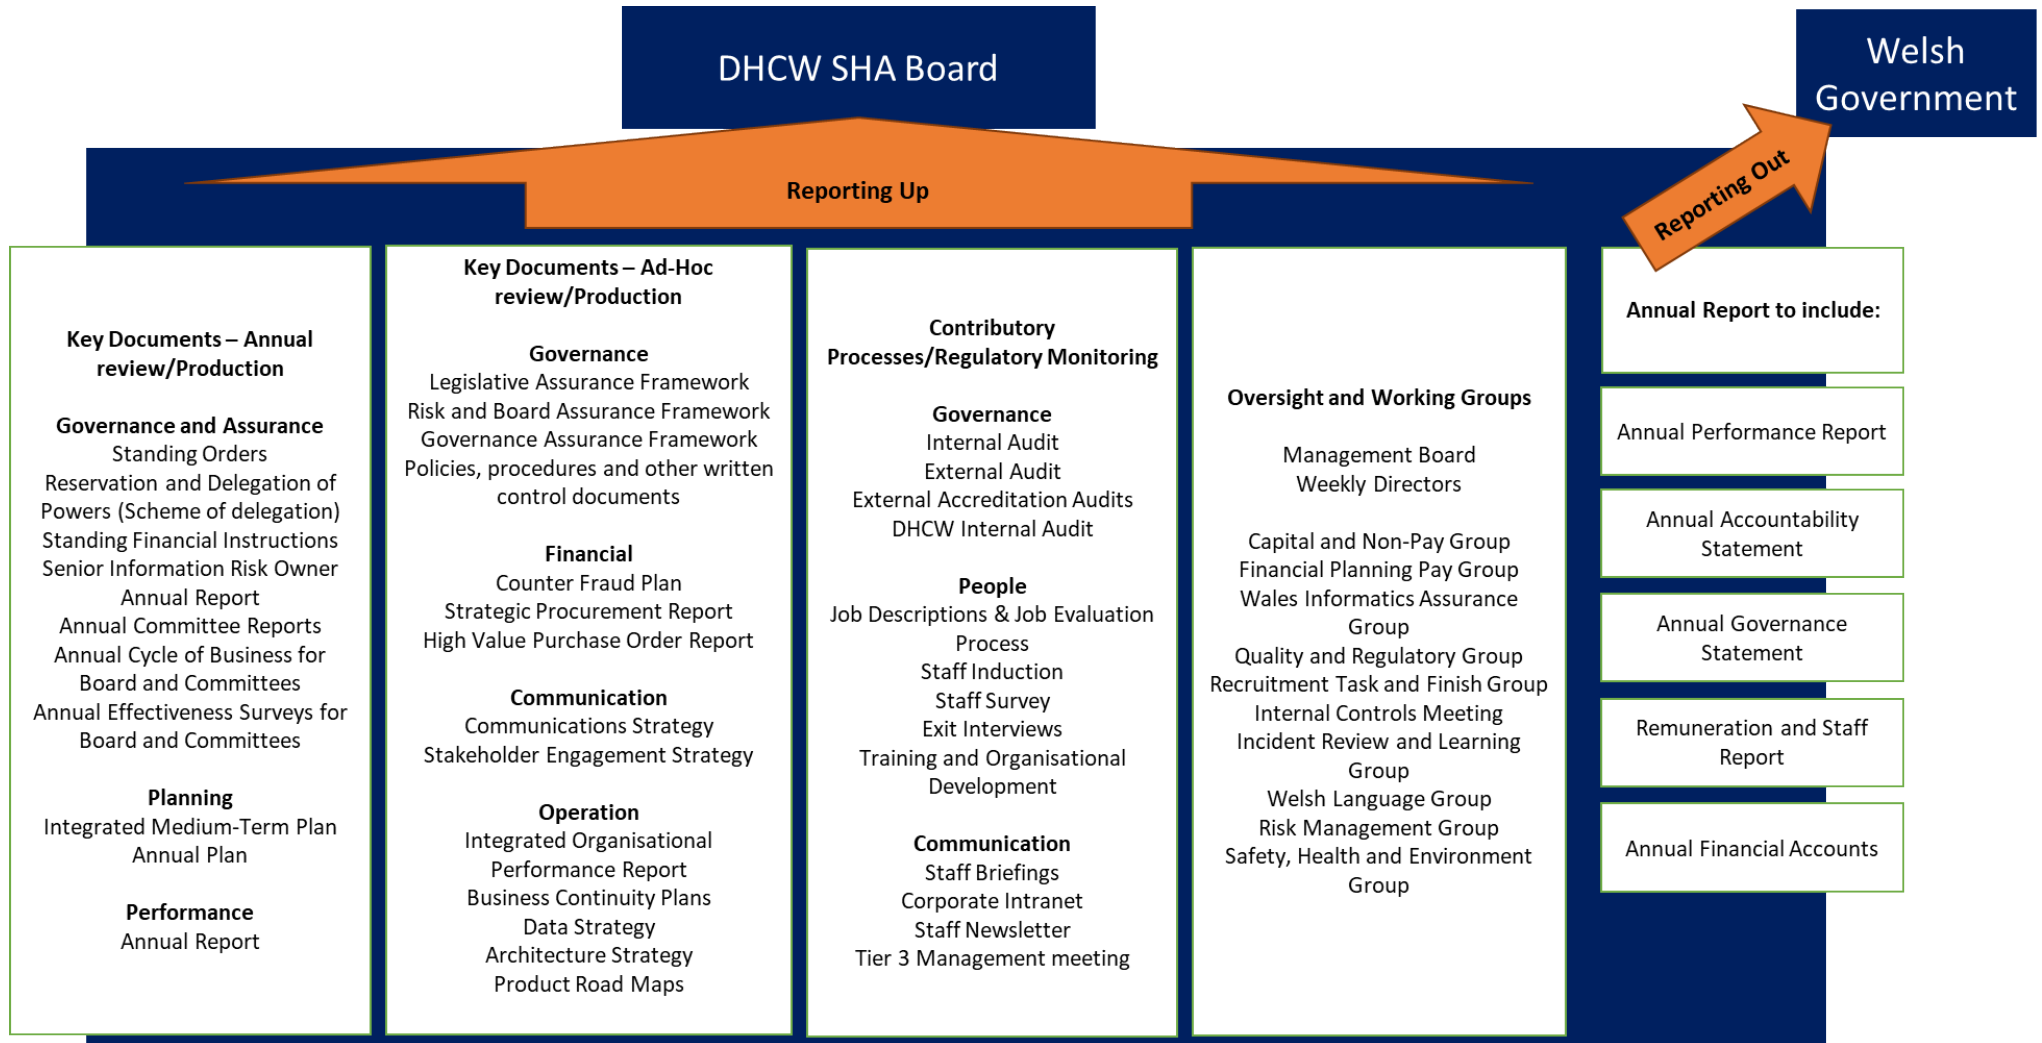 DHCW SHA Board
Welsh
Government
Reporting Up
Reporting Out
Key Documents – Annual
review/Production
Governance and Assurance
Standing Orders
Reservation and Delegation of
Powers (Scheme of delegation)
Standing Financial Instructions
Senior Information Risk Owner
Annual Report
Annual Committee Reports
Annual Cycle of Business for
Board and Committees
Annual Effectiveness Surveys for
Board and Committees
Planning
Integrated Medium-Term Plan
Annual Plan
Performance
Annual Report
Key Documents – Ad-Hoc
review/Production
Governance
Legislative Assurance Framework
Risk and Board Assurance Framework
Governance Assurance Framework
Policies, procedures and other written
control documents
Financial
Counter Fraud Plan
Strategic Procurement Report
High Value Purchase Order Report
Communication
Communications Strategy
Stakeholder Engagement Strategy
Operation
Integrated Organisational
Performance Report
Business Continuity Plans
Data Strategy
Architecture Strategy
Product Road Maps
Contributory
Processes/Regulatory Monitoring
Governance
Internal Audit
External Audit
External Accreditation Audits
DHCW Internal Audit
People
Job Descriptions & Job Evaluation
Process
Staff Induction
Staff Survey
Exit Interviews
Training and Organisational
Development
Communication
Staff Briefings
Corporate Intranet
Staff Newsletter
Tier 3 Management meeting
Oversight and Working Groups
Management Board
Weekly Directors
Capital and Non-Pay Group
Financial Planning Pay Group
Wales Informatics Assurance
Group
Quality and Regulatory Group
Recruitment Task and Finish Group
Internal Controls Meeting
Incident Review and Learning
Group
Welsh Language Group
Risk Management Group
Safety, Health and Environment
Group
Annual Report to include:
Annual Performance Report
Annual Accountability
Statement
Annual Governance
Statement
Remuneration and Staff
Report
Annual Financial Accounts